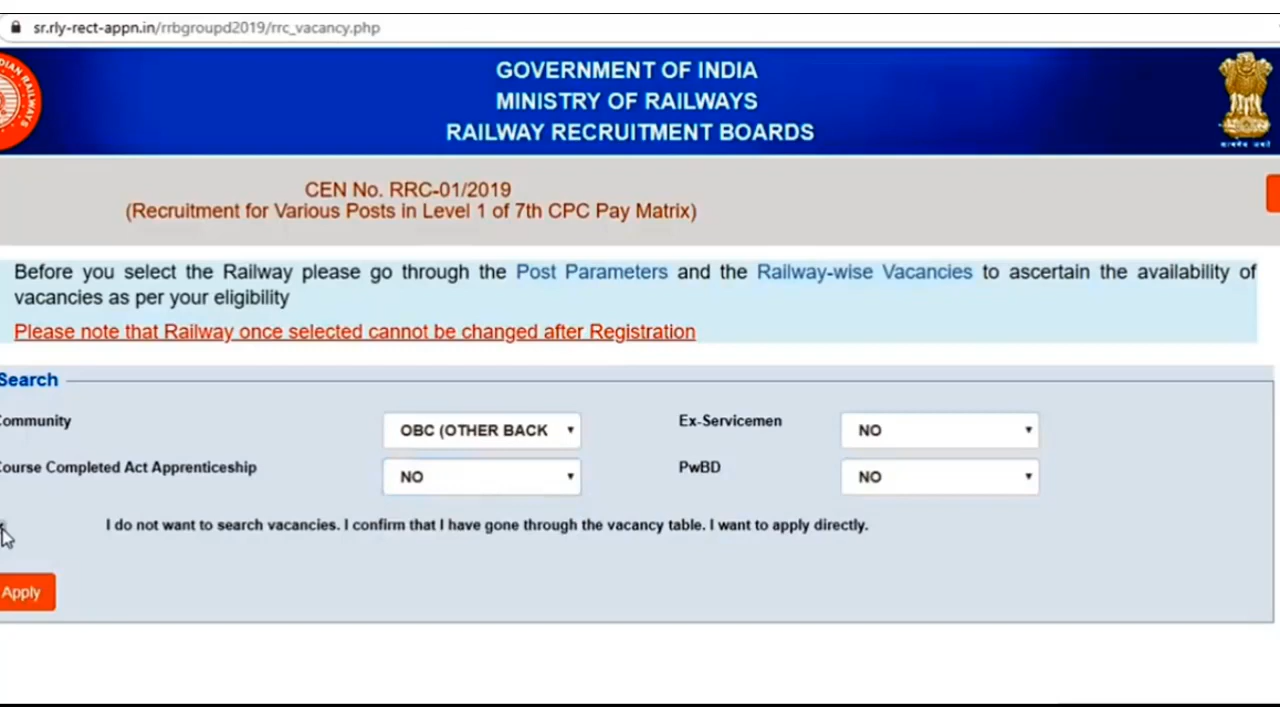 sr.rly-rect-appn.in/rrbgroupd2019/rrc_vacancy.php
GOVERNMENT OF INDIA
MINISTRY OF RAILWAYS
RAILWAY RECRUITMENT BOARDS
CEN No. RRC-01/2019
(Recruitment for Various Posts in Level 1 of 7th CPC Pay Matrix)
Before you select the Railway please go through the Post Parameters and the Railway-wise Vacancies to ascertain the availability of
vacancies as per your eligibility
Please note that Railway once selected cannot be changed after Registration
Search
ommunity OBC (OTHER BACK Ex-Servicemen NO
ourse Completed Act Apprenticeship NO PwBD NO
I do not want to search vacancies. I confirm that I have gone through the vacancy table. I want to apply directly.
Apply